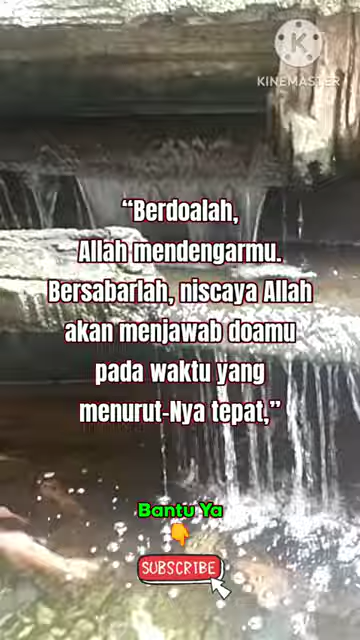 KINEMASTER
“Berdoalah,
Allah mendengarmu.
Bersabarlah, niscaya Allah
akan menjawab doamu
pada waktu yang
menurut-Nya tepat,”
Bantu Ya
SUBSCRIBE